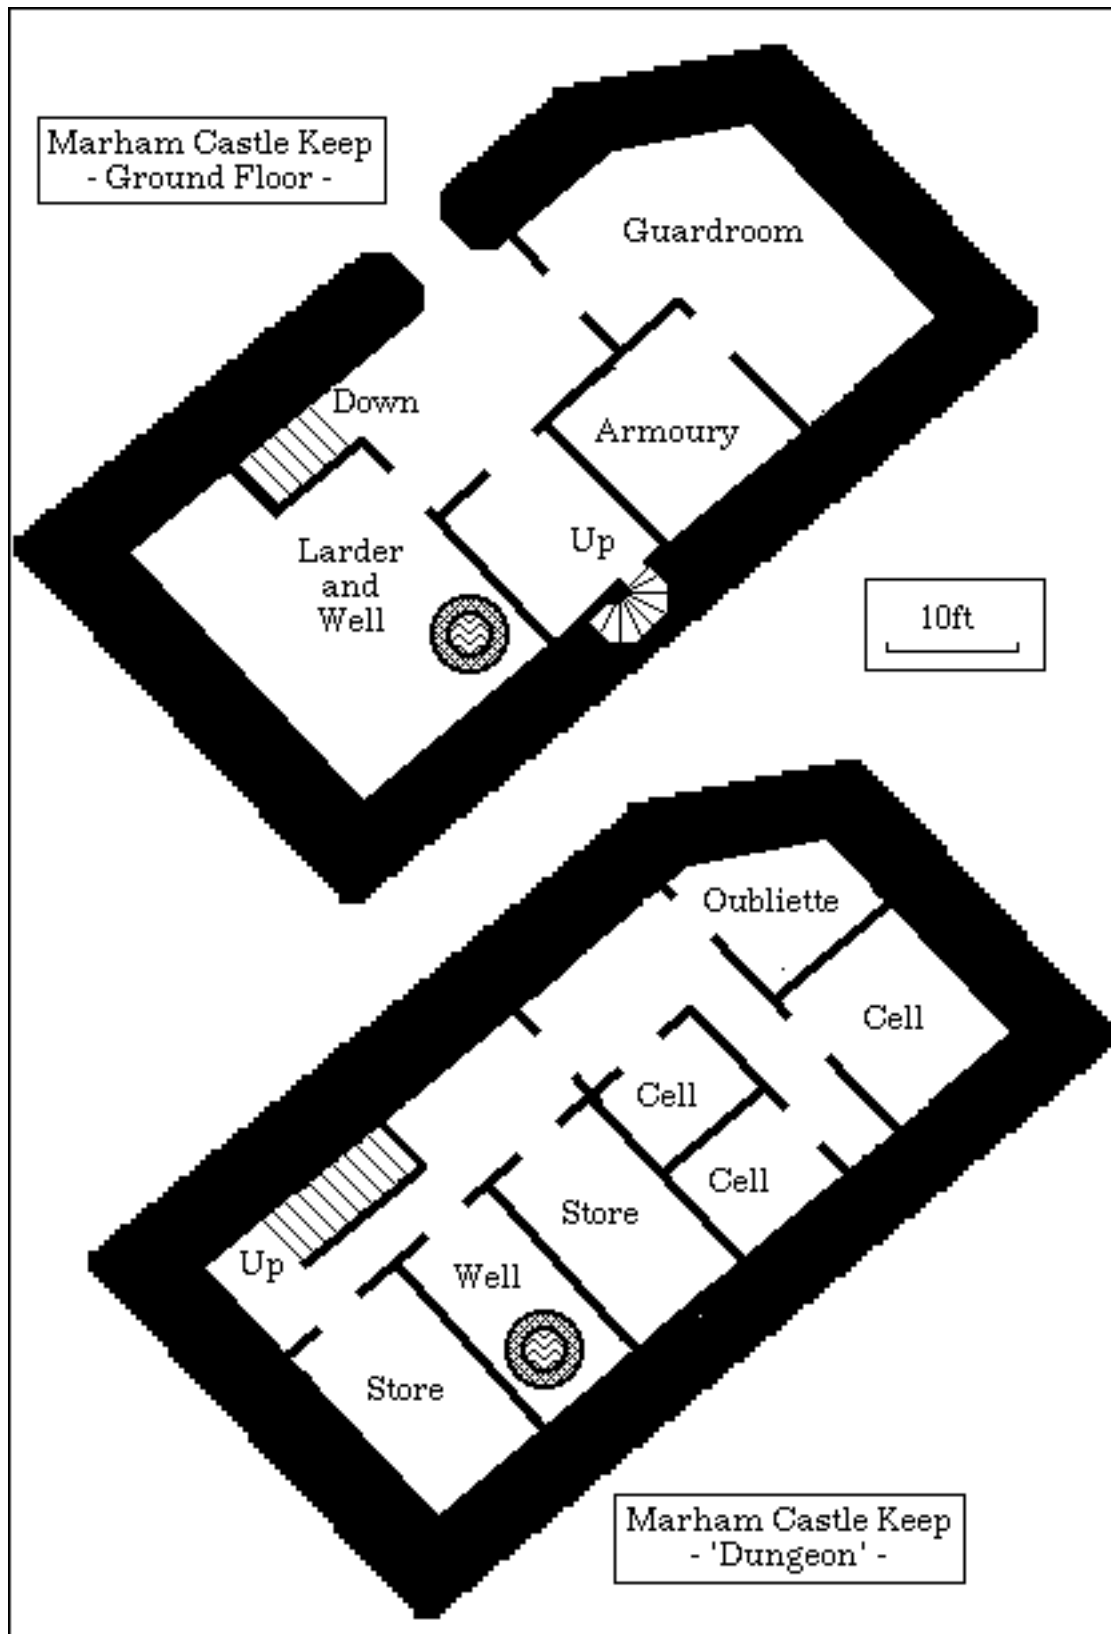 Marham Castle Keep
- Ground Floor -
Guardroom
Down
Armoury
Up
Larder
and
Well
10ft
Oubliette
Cell
Cell
Cell
Store
Up
Well
Store
Marham Castle Keep
- 'Dungeon' -